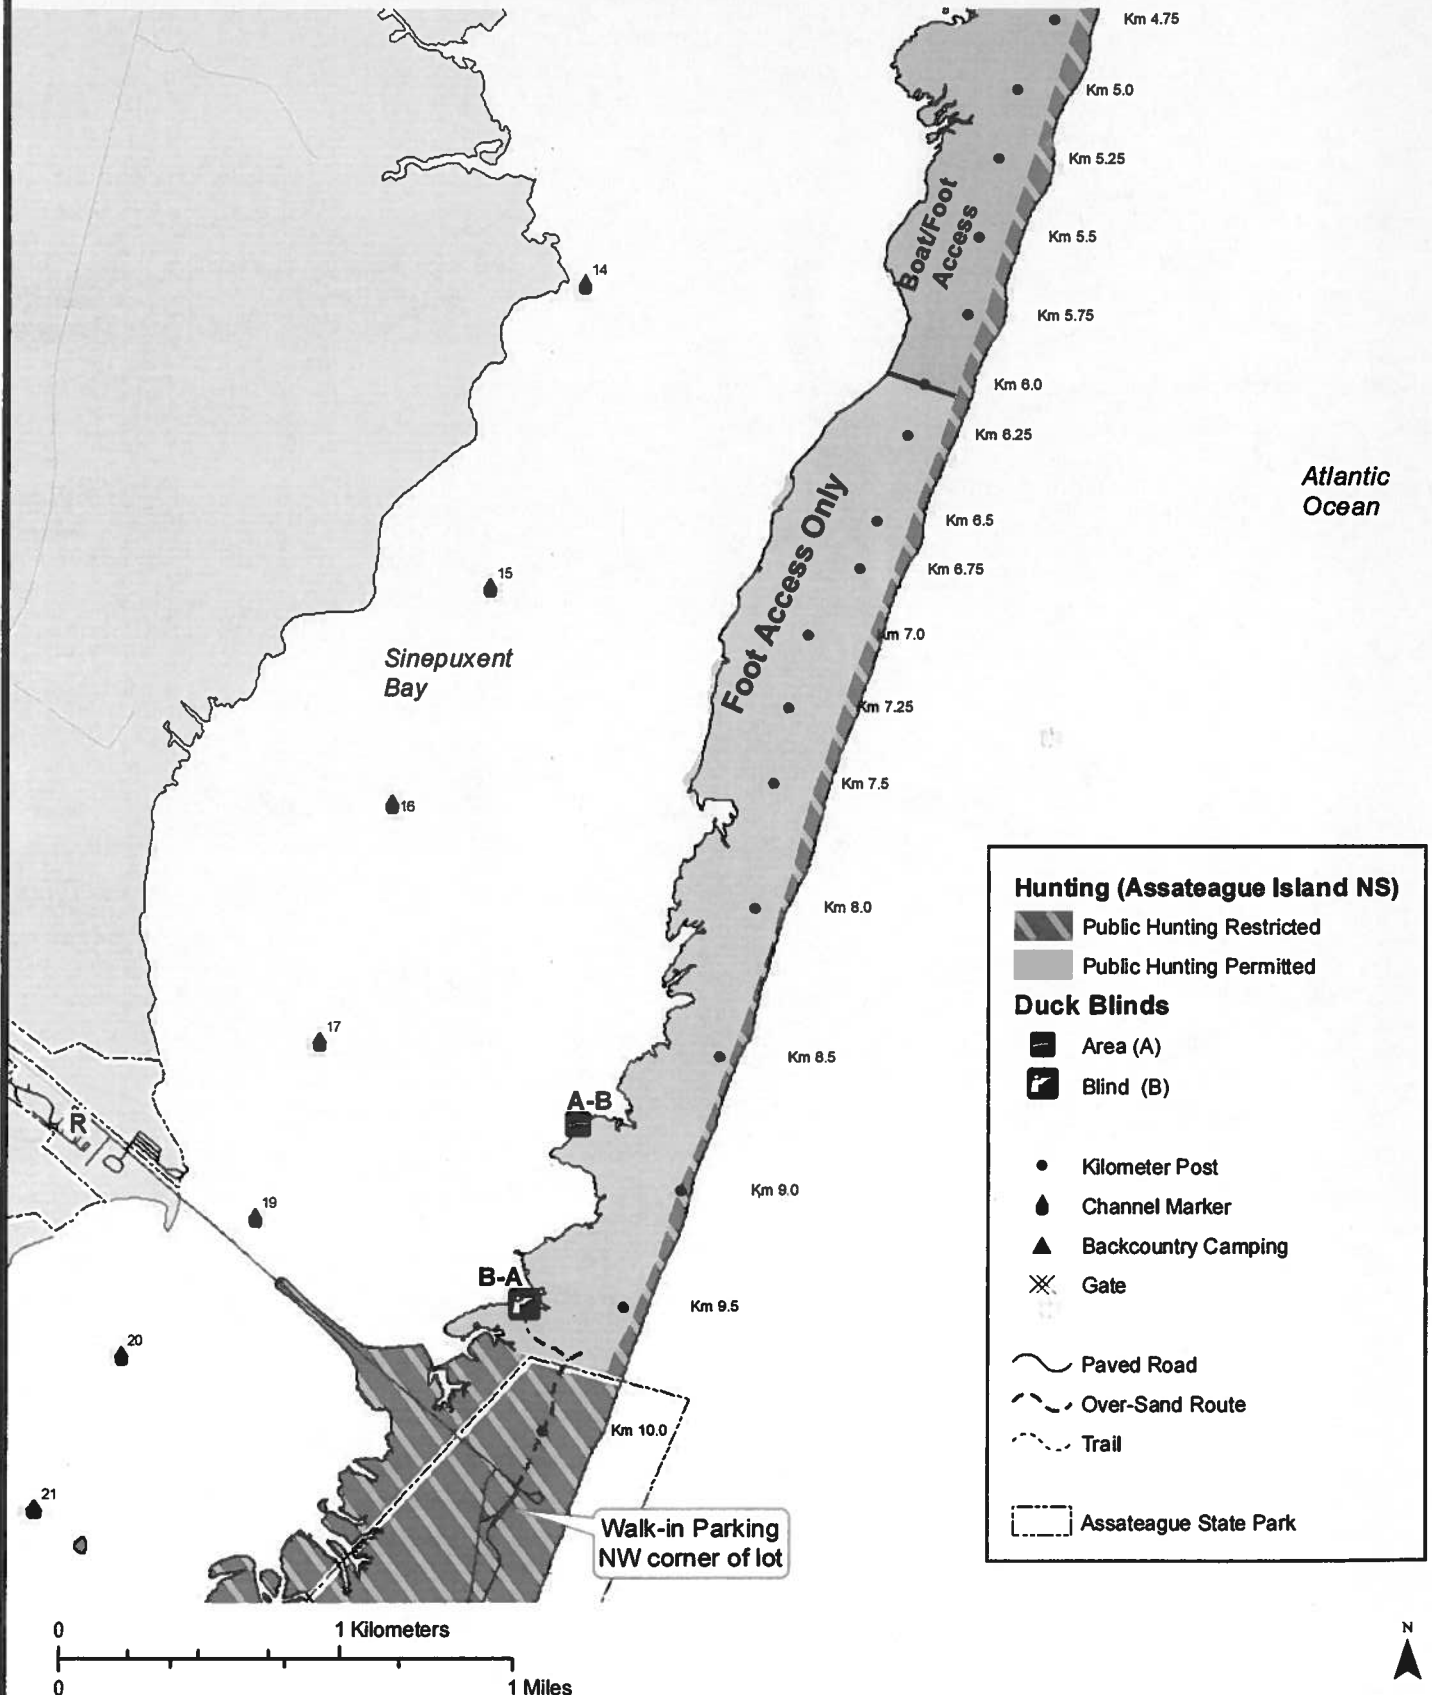 Km 4.75
Km 5.0
Km 5.25
Boat/Foot
Access
Km 5.5
14
Km 5.75
Km 6.0
Km 6.25
Atlantic
Ocean
Foot Access Only
Km 6.5
Km 6.75
15
Km 7.0
Sinepuxent
Bay
Km 7.25
Km 7.5
16
Km 8.0
17
Km 8.5
A-B
R
Km 9.0
19
B-A
Km 9.5
20
Km 10.0
21
Walk-in Parking
NW corner of lot
Hunting (Assateague Island NS)
Public Hunting Restricted
Public Hunting Permitted
Duck Blinds
Area (A)
Blind (B)
Kilometer Post
Channel Marker
Backcountry Camping
Gate
Paved Road
Over-Sand Route
Trail
Assateague State Park
0
1 Kilometers
0
1 Miles
N